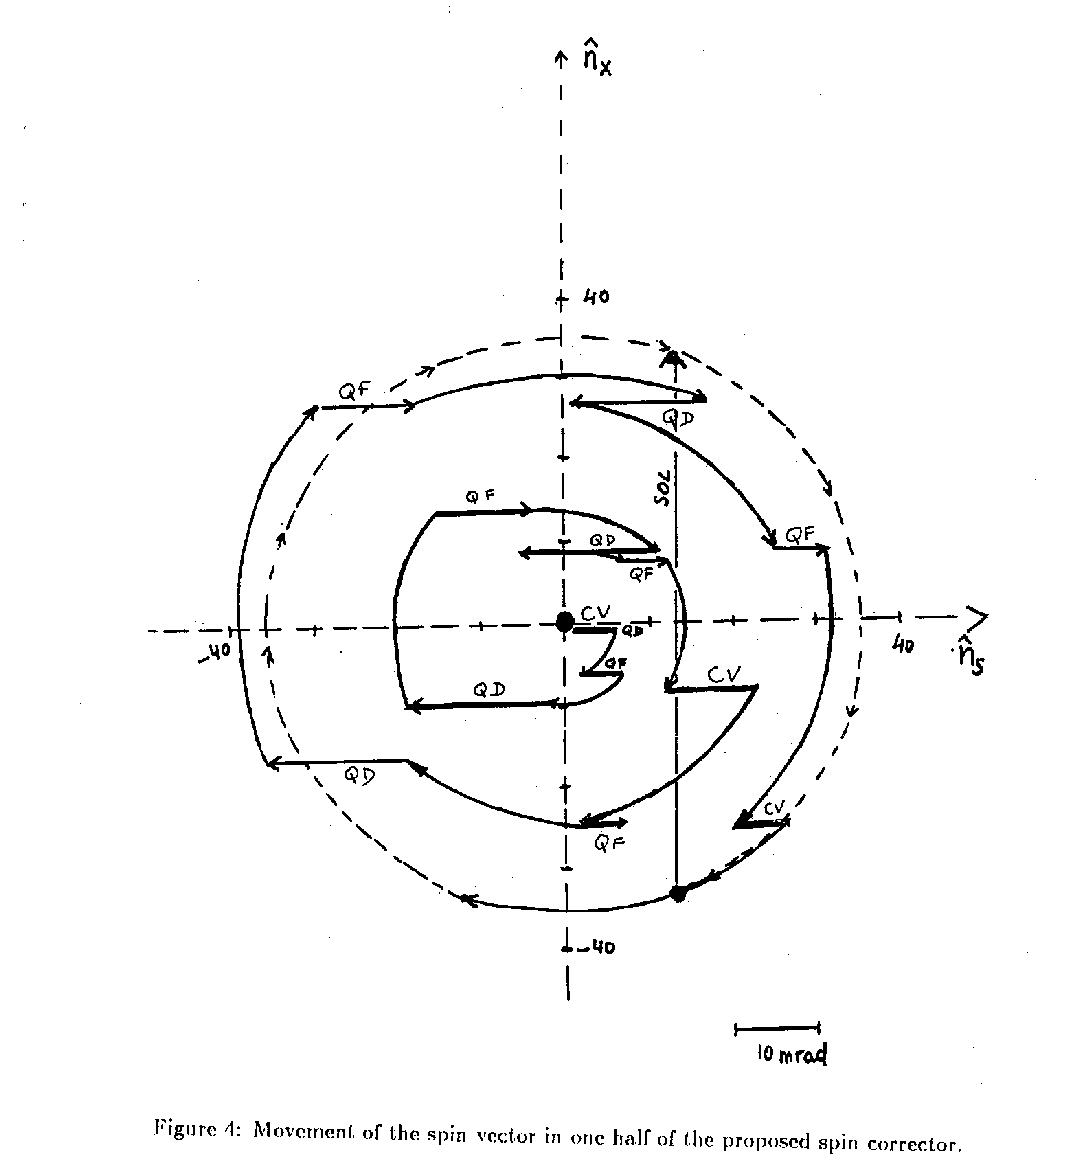 n̂x
40
QF
QD
SOL
QF
QF
QD
QF
CV
QD
-40
40
n̂s
QF
CV
QD
QD
CV
QF
-40
10 mrad
Figure 4: Movement of the spin vector in one half of the proposed spin corrector.